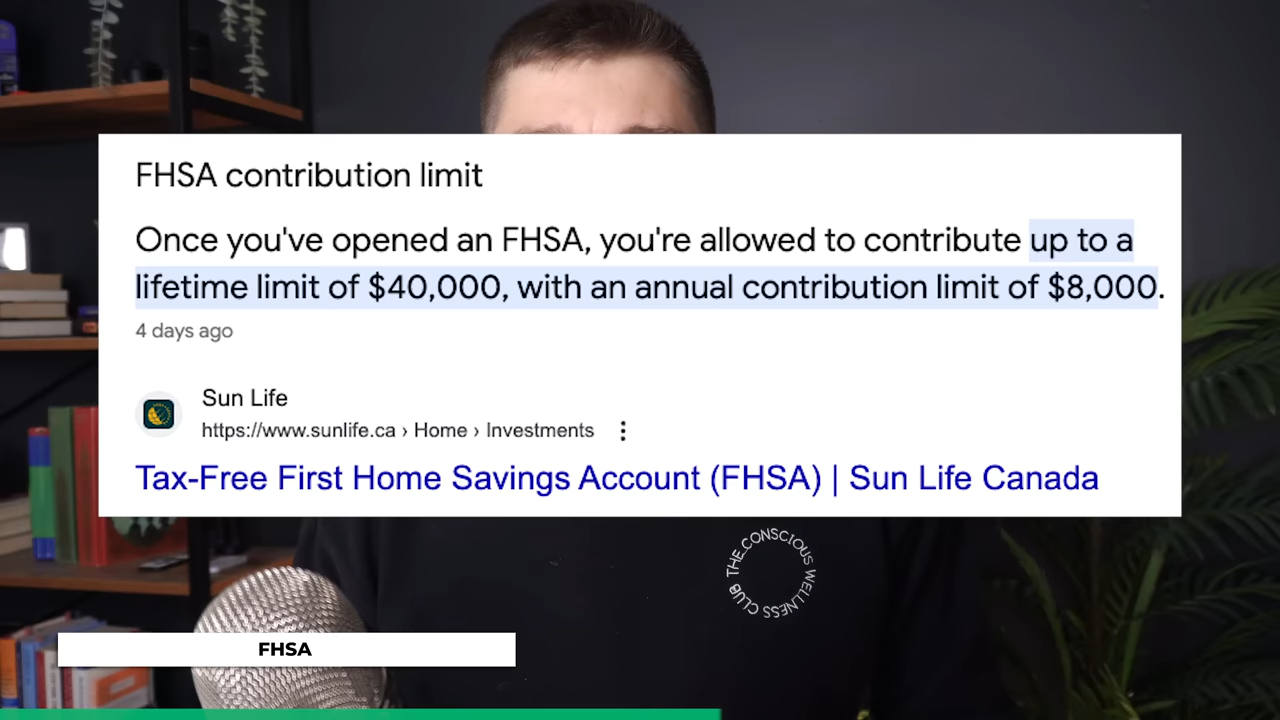 FHSA contribution limit
Once you've opened an FHSA, you're allowed to contribute up to a
lifetime limit of $40,000, with an annual contribution limit of $8,000.
4 days ago
Sun Life
https://www.sunlife.ca › Home › Investments
Tax-Free First Home Savings Account (FHSA) | Sun Life Canada
THE CONSCIOUS WELLNESS CLUB
FHSA